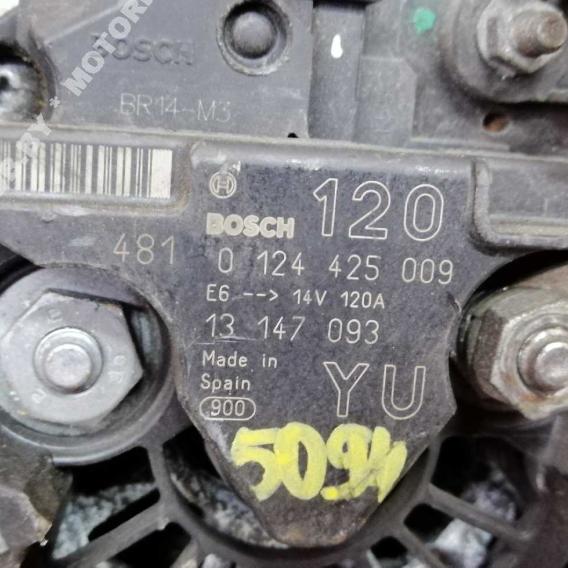 BOSCH
BR14-M3
BOSCH 120
481 0 124 425 009
E6 --> 14V 120A
13 147 093
Made in
Spain
YU
900
5094